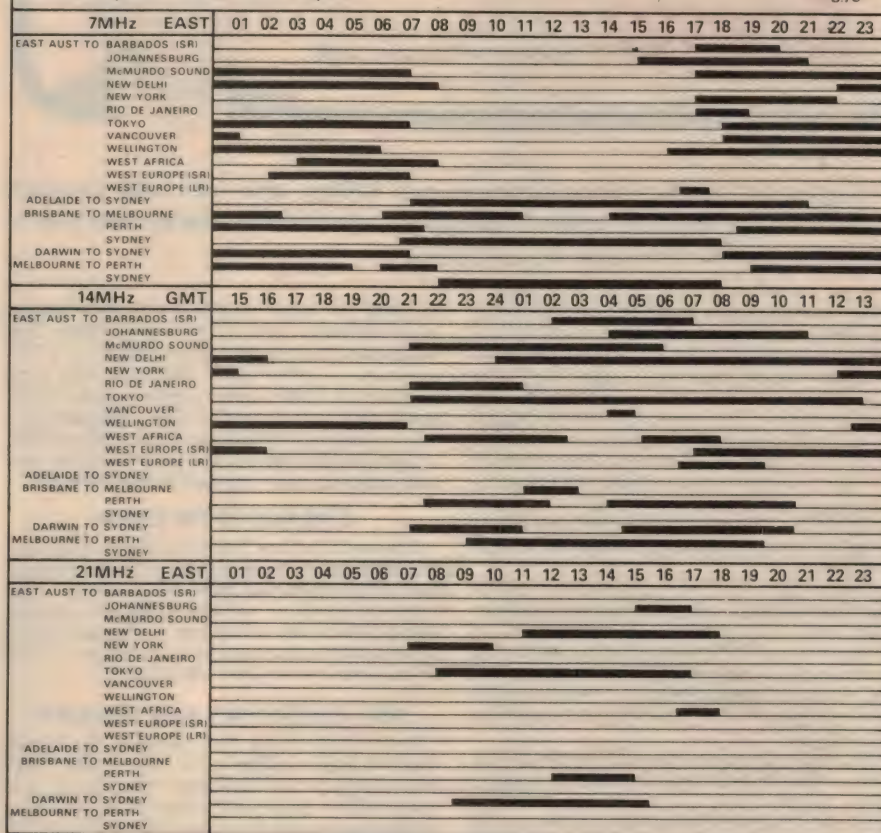 7MHz EAST 01 02 03 04 05 06 07 08 09 10 11 12 13 14 15 16 17 18 19 20 21 22 23
EAST AUST TO BARBADOS (SR)
JOHANNESBURG
McMURDO SOUND
NEW DELHI
NEW YORK
RIO DE JANEIRO
TOKYO
VANCOUVER
WELLINGTON
WEST AFRICA
WEST EUROPE (SR)
WEST EUROPE (LR)
ADELAIDE TO SYDNEY
BRISBANE TO MELBOURNE
PERTH
SYDNEY
DARWIN TO SYDNEY
MELBOURNE TO PERTH
SYDNEY
14MHz GMT 15 16 17 18 19 20 21 22 23 24 01 02 03 04 05 06 07 08 09 10 11 12 13
EAST AUST TO BARBADOS (SR)
JOHANNESBURG
McMURDO SOUND
NEW DELHI
NEW YORK
RIO DE JANEIRO
TOKYO
VANCOUVER
WELLINGTON
WEST AFRICA
WEST EUROPE (SR)
WEST EUROPE (LR)
ADELAIDE TO SYDNEY
BRISBANE TO MELBOURNE
PERTH
SYDNEY
DARWIN TO SYDNEY
MELBOURNE TO PERTH
SYDNEY
21MHz EAST 01 02 03 04 05 06 07 08 09 10 11 12 13 14 15 16 17 18 19 20 21 22 23
EAST AUST TO BARBADOS (SR)
JOHANNESBURG
McMURDO SOUND
NEW DELHI
NEW YORK
RIO DE JANEIRO
TOKYO
VANCOUVER
WELLINGTON
WEST AFRICA
WEST EUROPE (SR)
WEST EUROPE (LR)
ADELAIDE TO SYDNEY
BRISBANE TO MELBOURNE
PERTH
SYDNEY
DARWIN TO SYDNEY
MELBOURNE TO PERTH
SYDNEY